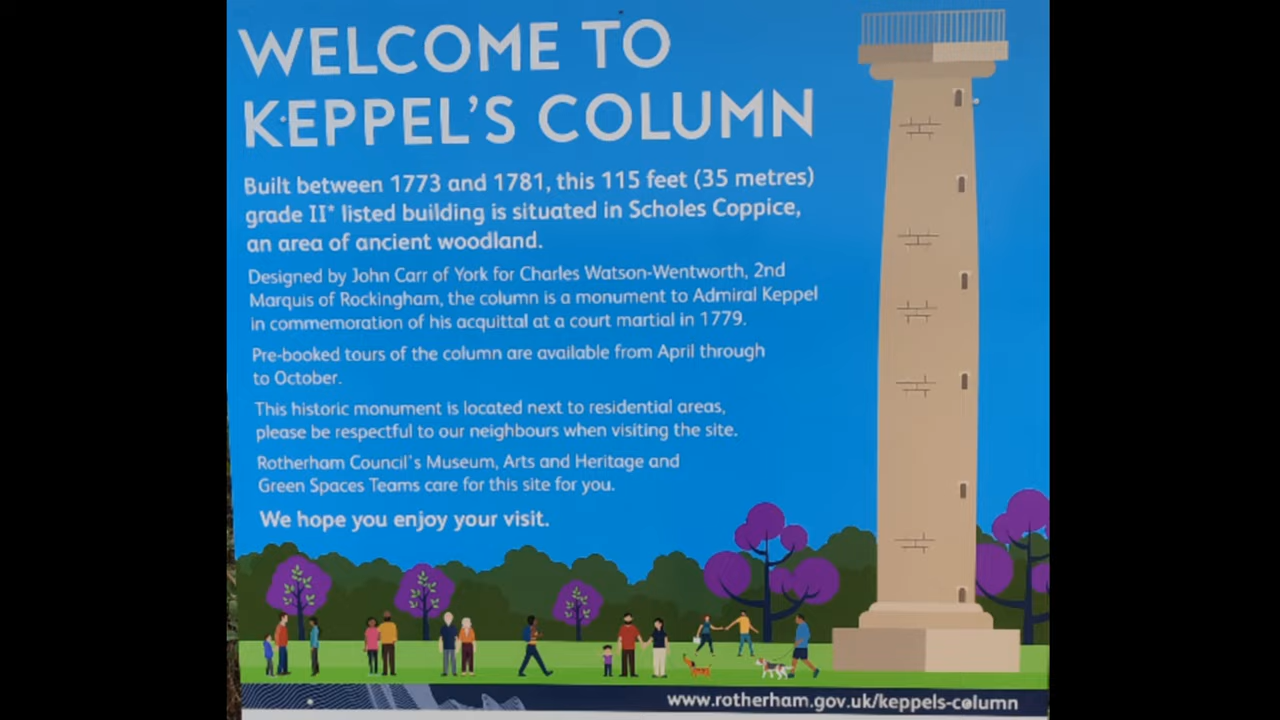 WELCOME TO
KEPPEL'S COLUMN
Built between 1773 and 1781, this 115 feet (35 metres)
grade II* listed building is situated in Scholes Coppice,
an area of ancient woodland.
Designed by John Carr of York for Charles Watson-Wentworth, 2nd
Marquis of Rockingham, the column is a monument to Admiral Keppel
in commemoration of his acquittal at a court martial in 1779.
Pre-booked tours of the column are available from April through
to October.
This historic monument is located next to residential areas,
please be respectful to our neighbours when visiting the site.
Rotherham Council's Museum, Arts and Heritage and
Green Spaces Teams care for this site for you.
We hope you enjoy your visit.
www.rotherham.gov.uk/keppels-column